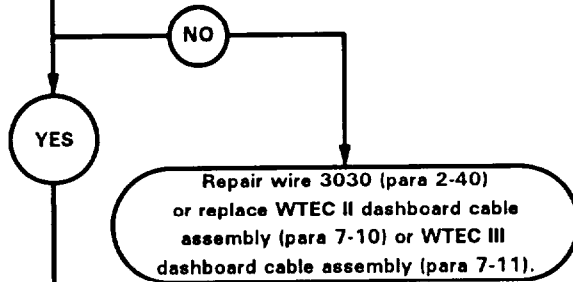 NO
YES
Repair wire 3030 (para 2-40)
or replace WTEC II dashboard cable
assembly (para 7-10) or WTEC III
dashboard cable assembly (para 7-11).